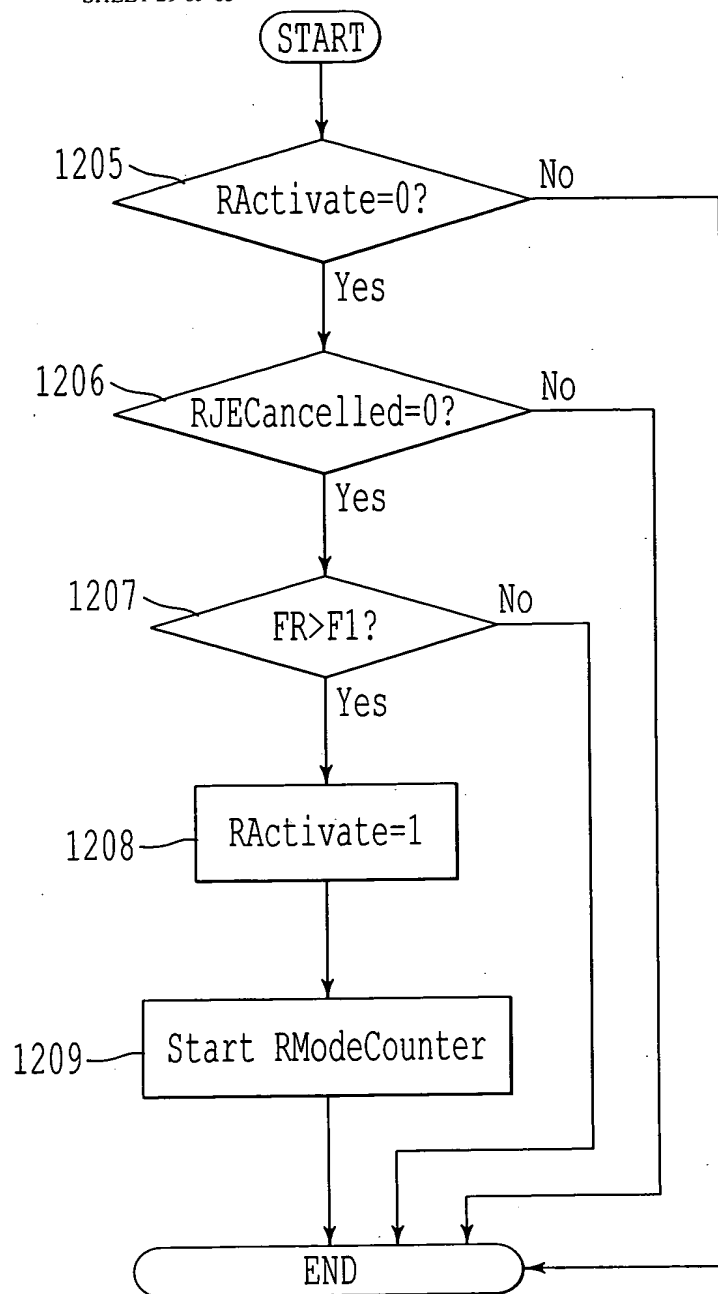 START
1205
RActivate=0?
No
Yes
1206
RJECancelled=0?
No
Yes
1207
FR>F1?
No
Yes
1208
RActivate=1
1209
Start RModeCounter
END